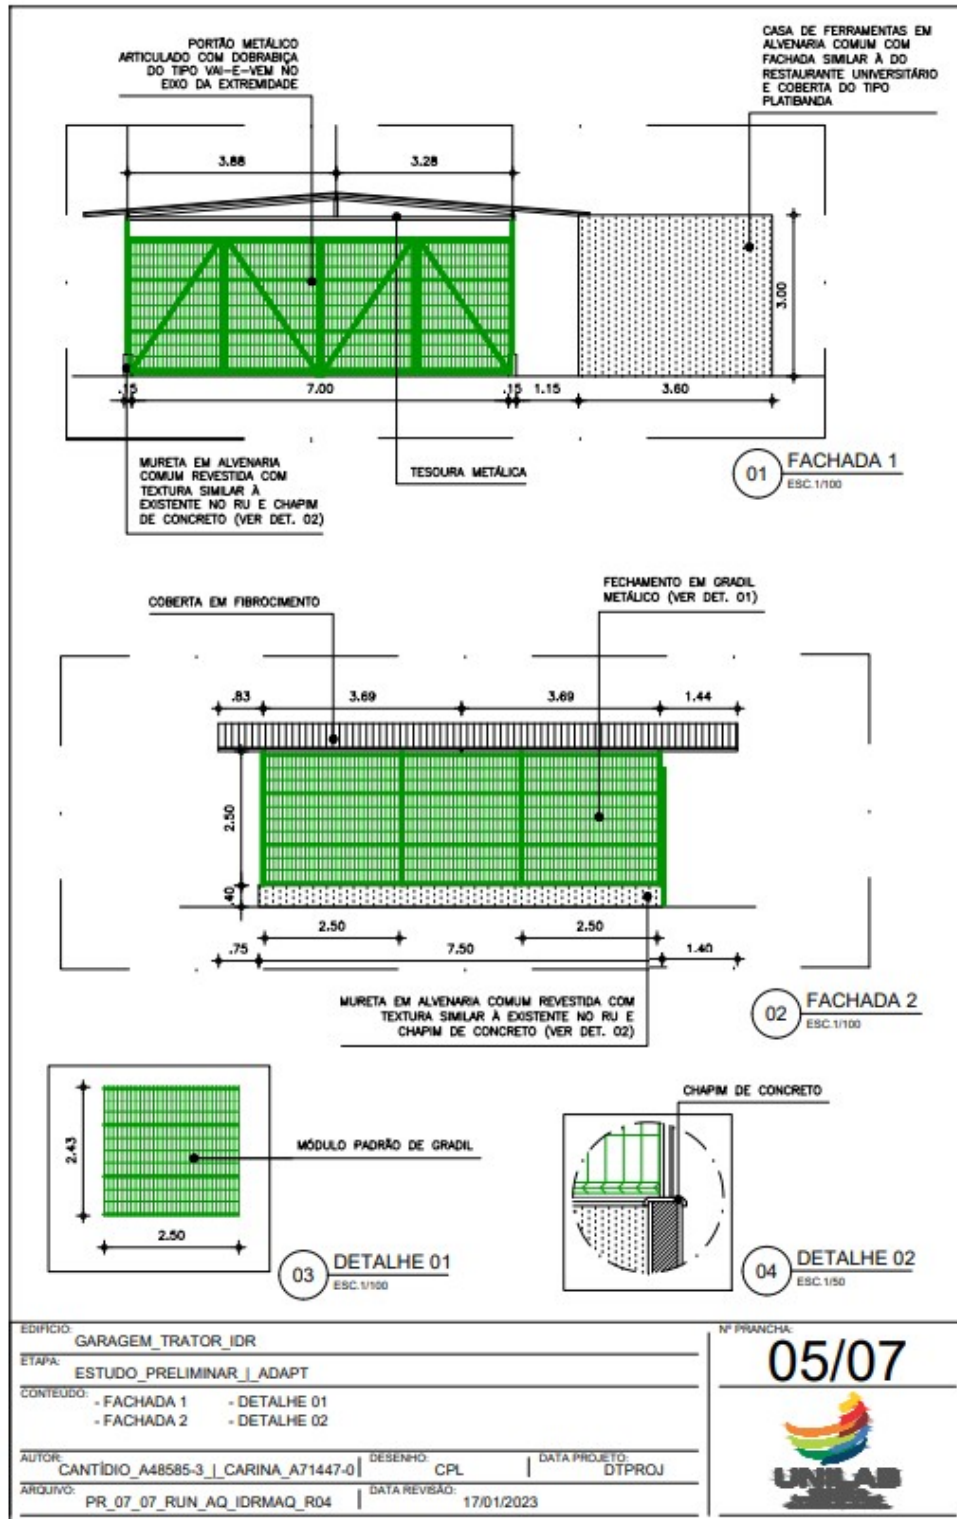 PORTÃO METÁLICO
ARTICULADO COM DOBRABIÇA
DO TIPO VAI-E-VEM NO
EIXO DA EXTREMIDADE
CASA DE FERRAMENTAS EM
ALVENARIA COMUM COM
FACHADA SIMILAR À DO
RESTAURANTE UNIVERSITÁRIO
E COBERTA DO TIPO
PLATIBANDA
3.88
3.28
3.00
.15
7.00
.15
1.15
3.60
MURETA EM ALVENARIA
COMUM REVESTIDA COM
TEXTURA SIMILAR À
EXISTENTE NO RU E CHAPIM
DE CONCRETO (VER DET. 02)
TESOURA METÁLICA
01
FACHADA 1
ESC.1/100
COBERTA EM FIBROCIMENTO
FECHAMENTO EM GRADIL
METÁLICO (VER DET. 01)
.83
3.69
3.69
1.44
2.50
.40
2.50
2.50
.75
7.50
1.40
MURETA EM ALVENARIA COMUM REVESTIDA COM
TEXTURA SIMILAR À EXISTENTE NO RU E
CHAPIM DE CONCRETO (VER DET. 02)
02
FACHADA 2
ESC.1/100
2.43
2.50
MÓDULO PADRÃO DE GRADIL
03
DETALHE 01
ESC.1/100
CHAPIM DE CONCRETO
04
DETALHE 02
ESC.1/50
EDIFÍCIO:
GARAGEM_TRATOR_IDR
ETAPA:
ESTUDO_PRELIMINAR_|_ADAPT
CONTEÚDO:
- FACHADA 1 - DETALHE 01
- FACHADA 2 - DETALHE 02
AUTOR:
CANTÍDIO_A48585-3_|_CARINA_A71447-0
DESENHO:
CPL
DATA PROJETO:
DTPROJ
ARQUIVO:
PR_07_07_RUN_AQ_IDRMAQ_R04
DATA REVISÃO:
17/01/2023
Nº PRANCHA:
05/07
UNILAB